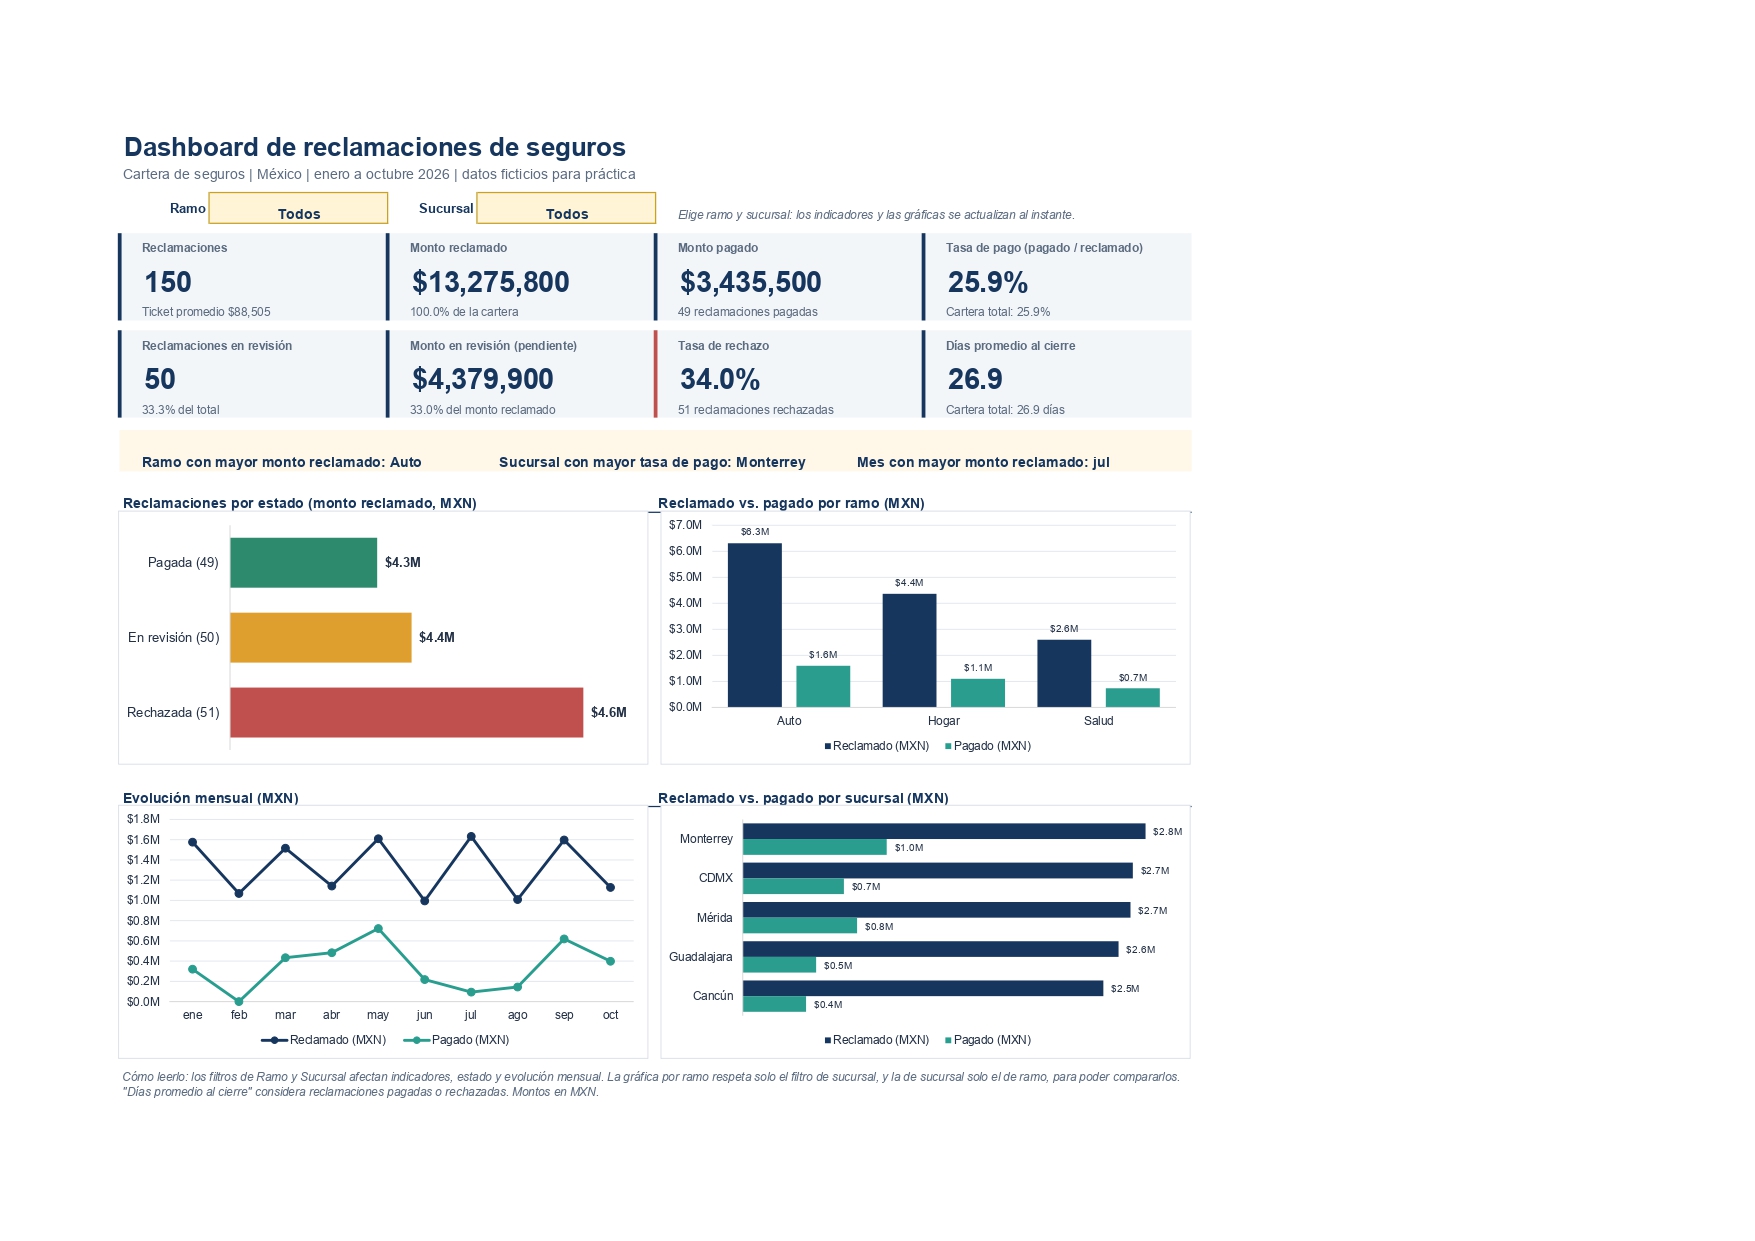 Dashboard de reclamaciones de seguros
Cartera de seguros | México | enero a octubre 2026 | datos ficticios para práctica
Ramo Todos Sucursal Todos Elige ramo y sucursal: los indicadores y las gráficas se actualizan al instante.
Reclamaciones
150
Ticket promedio $88,505
Monto reclamado
$13,275,800
100.0% de la cartera
Monto pagado
$3,435,500
49 reclamaciones pagadas
Tasa de pago (pagado / reclamado)
25.9%
Cartera total: 25.9%
Reclamaciones en revisión
50
33.3% del total
Monto en revisión (pendiente)
$4,379,900
33.0% del monto reclamado
Tasa de rechazo
34.0%
51 reclamaciones rechazadas
Días promedio al cierre
26.9
Cartera total: 26.9 días
Ramo con mayor monto reclamado: Auto
Sucursal con mayor tasa de pago: Monterrey
Mes con mayor monto reclamado: jul
Reclamaciones por estado (monto reclamado, MXN)
Pagada (49) $4.3M
En revisión (50) $4.4M
Rechazada (51) $4.6M
Reclamado vs. pagado por ramo (MXN)
$7.0M
$6.0M
$5.0M
$4.0M
$3.0M
$2.0M
$1.0M
$0.0M
$6.3M
$1.6M
$4.4M
$1.1M
$2.6M
$0.7M
Auto Hogar Salud
Reclamado (MXN) Pagado (MXN)
Evolución mensual (MXN)
$1.8M
$1.6M
$1.4M
$1.2M
$1.0M
$0.8M
$0.6M
$0.4M
$0.2M
$0.0M
ene feb mar abr may jun jul ago sep oct
Reclamado (MXN) Pagado (MXN)
Reclamado vs. pagado por sucursal (MXN)
Monterrey $2.8M
$1.0M
CDMX $2.7M
$0.7M
Mérida $2.7M
$0.8M
Guadalajara $2.6M
$0.5M
Cancún $2.5M
$0.4M
Reclamado (MXN) Pagado (MXN)
Cómo leerlo: los filtros de Ramo y Sucursal afectan indicadores, estado y evolución mensual. La gráfica por ramo respeta solo el filtro de sucursal, y la de sucursal solo el de ramo, para poder compararlos.
"Días promedio al cierre" considera reclamaciones pagadas o rechazadas. Montos en MXN.